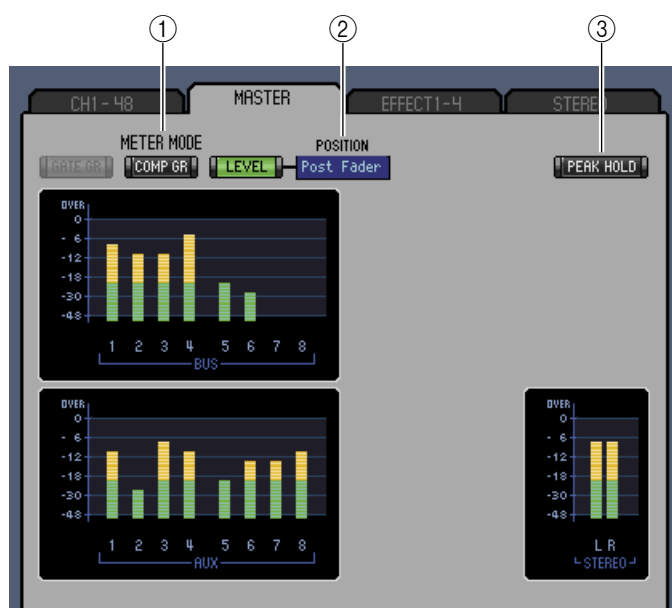 ① ② ③
CH1-48 MASTER EFFECT1-4 STEREO
METER MODE POSITION
GATE GR COMP GR LEVEL Post Fader PEAK HOLD
OVER
0
- 6
-12
-18
-30
-48
1 2 3 4 5 6 7 8
BUS
OVER
0
- 6
-12
-18
-30
-48
1 2 3 4 5 6 7 8
AUX
OVER
0
- 6
-12
-18
-30
-48
L R
STEREO